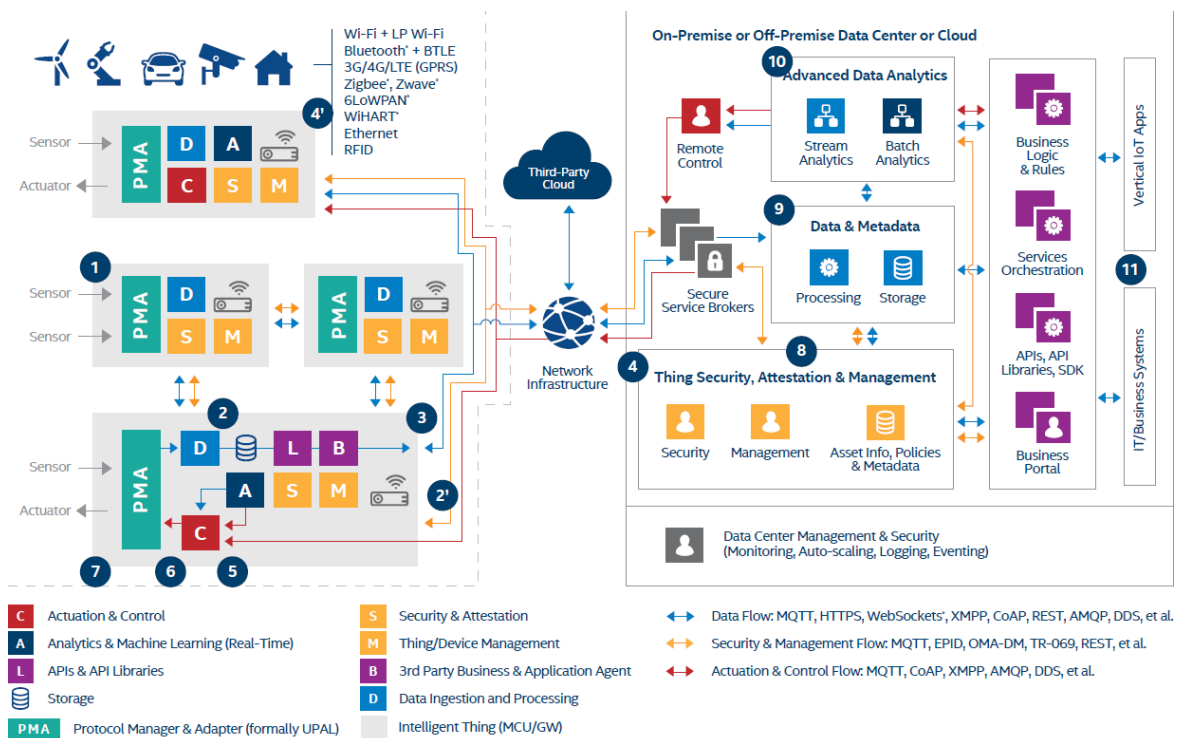 Wi-Fi + LP Wi-Fi
Bluetooth* + BTLE
3G/4G/LTE (GPRS)
Zigbee*, Zwave*
6LoWPAN*
WiHART*
Ethernet
RFID
4'
Sensor
Actuator
PMA
D
A
C
S
M
1
Sensor
Sensor
PMA
D
S
M
PMA
D
S
M
2
3
Sensor
Actuator
PMA
D
L
B
A
S
M
2'
C
7
6
5
Third-Party
Cloud
Network
Infrastructure
On-Premise or Off-Premise Data Center or Cloud
10
Advanced Data Analytics
Remote
Control
Stream
Analytics
Batch
Analytics
9
Data & Metadata
Processing
Storage
Secure
Service Brokers
8
4
Thing Security, Attestation & Management
Security
Management
Asset Info, Policies
& Metadata
Business
Logic
& Rules
Services
Orchestration
APIs, API
Libraries, SDK
Business
Portal
Vertical IoT Apps
11
IT/Business Systems
Data Center Management & Security
(Monitoring, Auto-scaling, Logging, Eventing)
C Actuation & Control
A Analytics & Machine Learning (Real-Time)
L APIs & API Libraries
Storage
PMA Protocol Manager & Adapter (formally UPAL)
S Security & Attestation
M Thing/Device Management
B 3rd Party Business & Application Agent
D Data Ingestion and Processing
Intelligent Thing (MCU/GW)
Data Flow: MQTT, HTTPS, WebSockets*, XMPP, CoAP, REST, AMQP, DDS, et al.
Security & Management Flow: MQTT, EPID, OMA-DM, TR-069, REST, et al.
Actuation & Control Flow: MQTT, CoAP, XMPP, AMQP, DDS, et al.